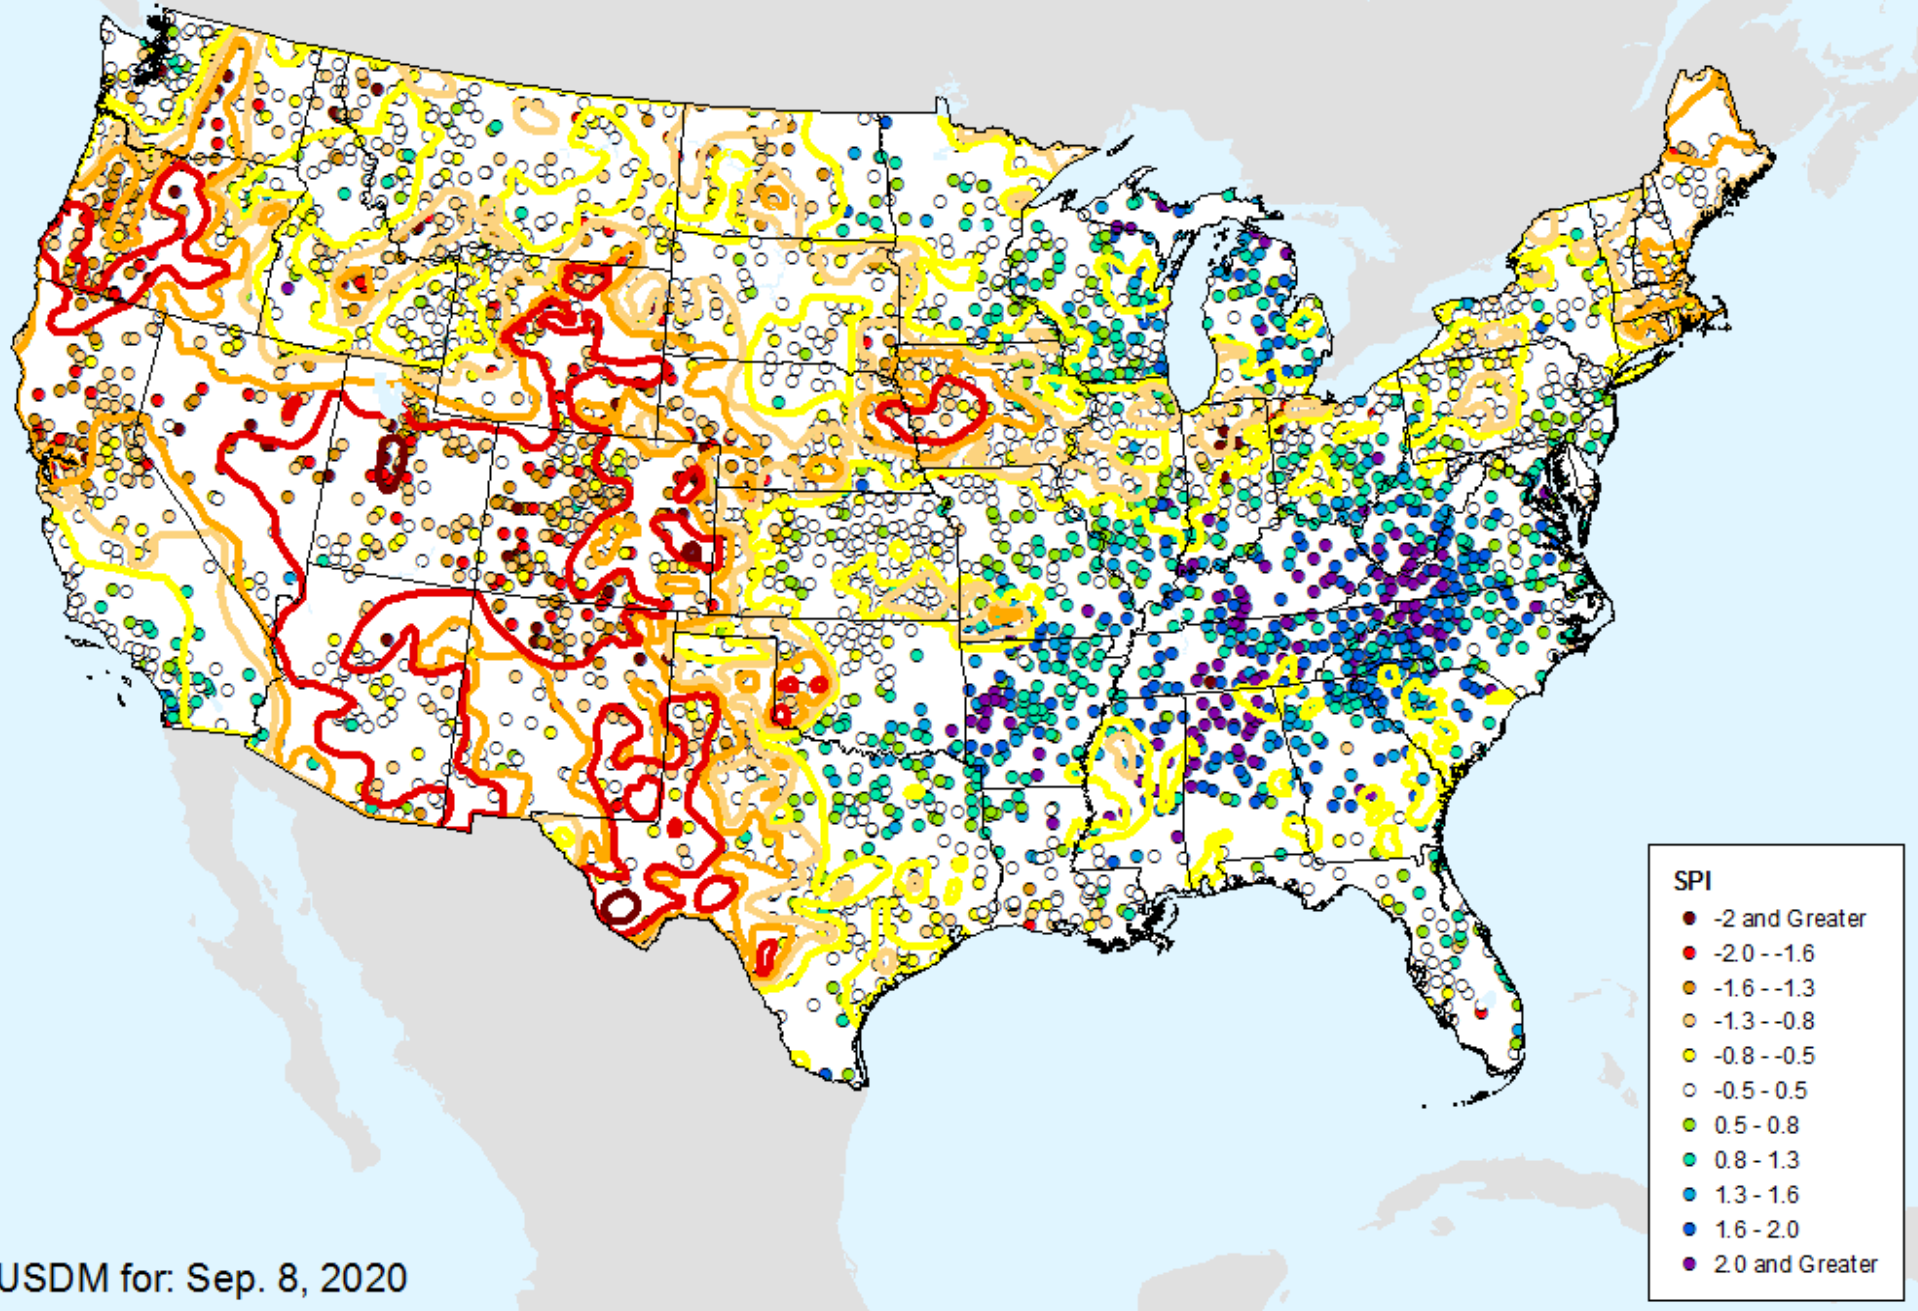 SPI
-2 and Greater
-2.0 - -1.6
-1.6 - -1.3
-1.3 - -0.8
-0.8 - -0.5
-0.5 - 0.5
0.5 - 0.8
0.8 - 1.3
1.3 - 1.6
1.6 - 2.0
2.0 and Greater
USDM for: Sep. 8, 2020